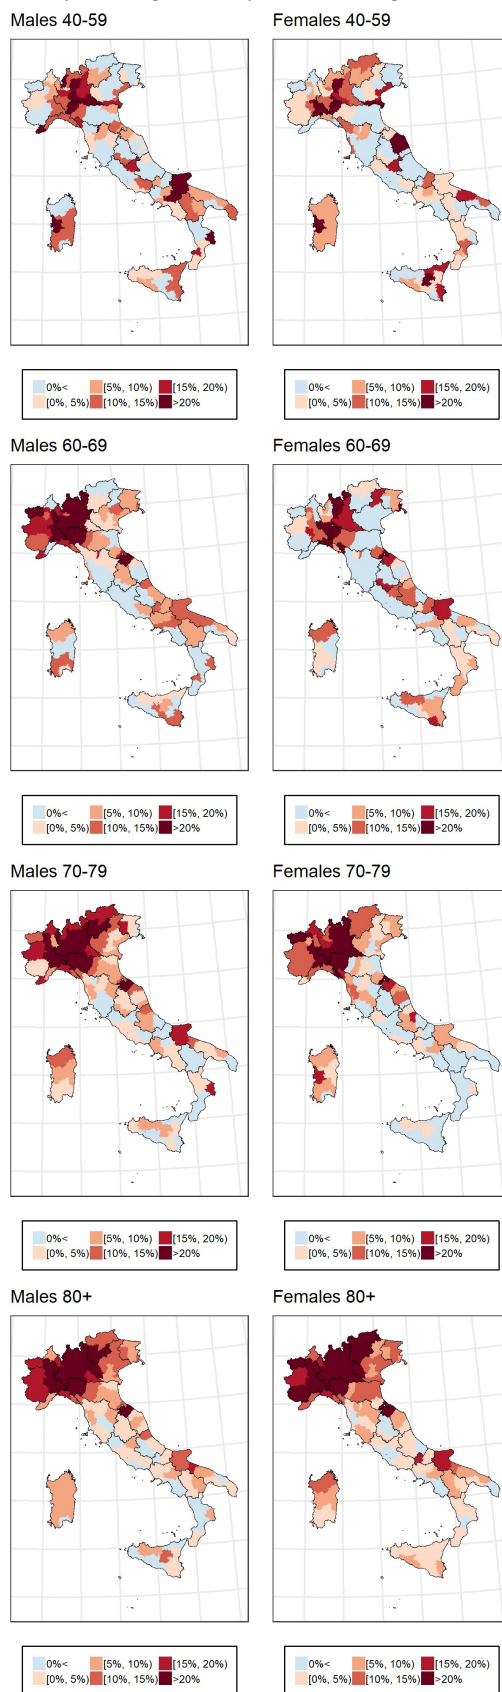 Males 40-59
Females 40-59
0%< [5%, 10%) [15%, 20%)
[0%, 5%) [10%, 15%) >20%
0%< [5%, 10%) [15%, 20%)
[0%, 5%) [10%, 15%) >20%
Males 60-69
Females 60-69
0%< [5%, 10%) [15%, 20%)
[0%, 5%) [10%, 15%) >20%
0%< [5%, 10%) [15%, 20%)
[0%, 5%) [10%, 15%) >20%
Males 70-79
Females 70-79
0%< [5%, 10%) [15%, 20%)
[0%, 5%) [10%, 15%) >20%
0%< [5%, 10%) [15%, 20%)
[0%, 5%) [10%, 15%) >20%
Males 80+
Females 80+
0%< [5%, 10%) [15%, 20%)
[0%, 5%) [10%, 15%) >20%
0%< [5%, 10%) [15%, 20%)
[0%, 5%) [10%, 15%) >20%